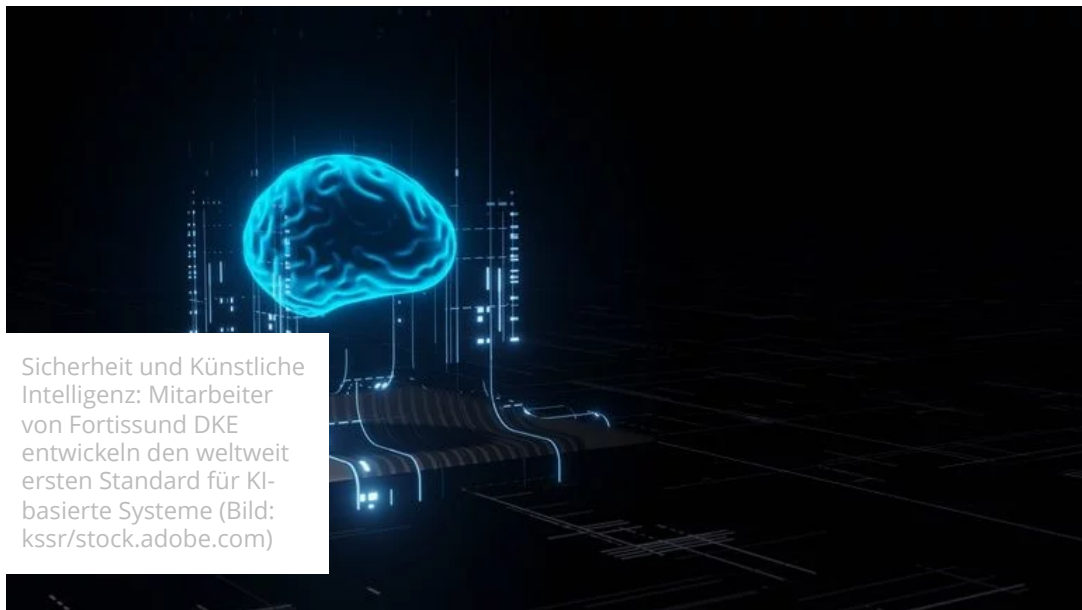 Sicherheit und Künstliche
Intelligenz: Mitarbeiter
von Fortissund DKE
entwickeln den weltweit
ersten Standard für KI-
basierte Systeme (Bild:
kssr/stock.adobe.com)